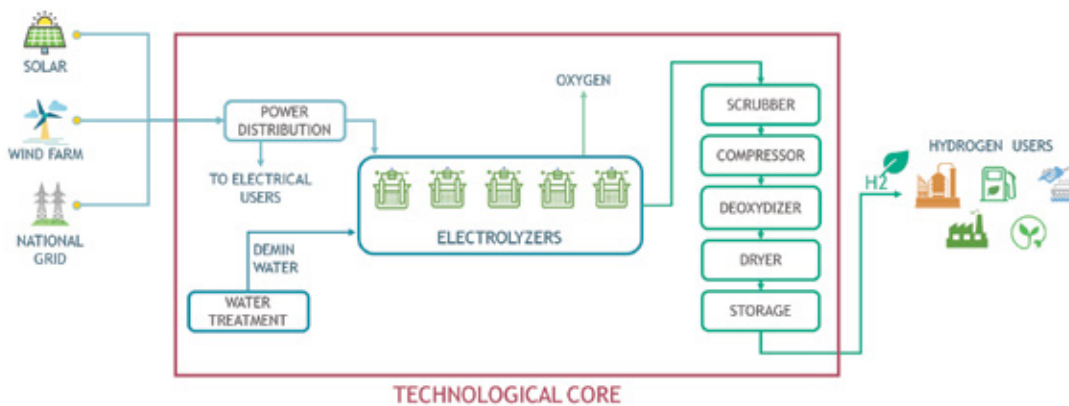 SOLAR
WIND FARM
NATIONAL
GRID
POWER
DISTRIBUTION
TO ELECTRICAL
USERS
DEMIN
WATER
WATER
TREATMENT
OXYGEN
ELECTROLYZERS
SCRUBBER
COMPRESSOR
DEOXYDIZER
DRYER
STORAGE
H2
HYDROGEN USERS
TECHNOLOGICAL CORE